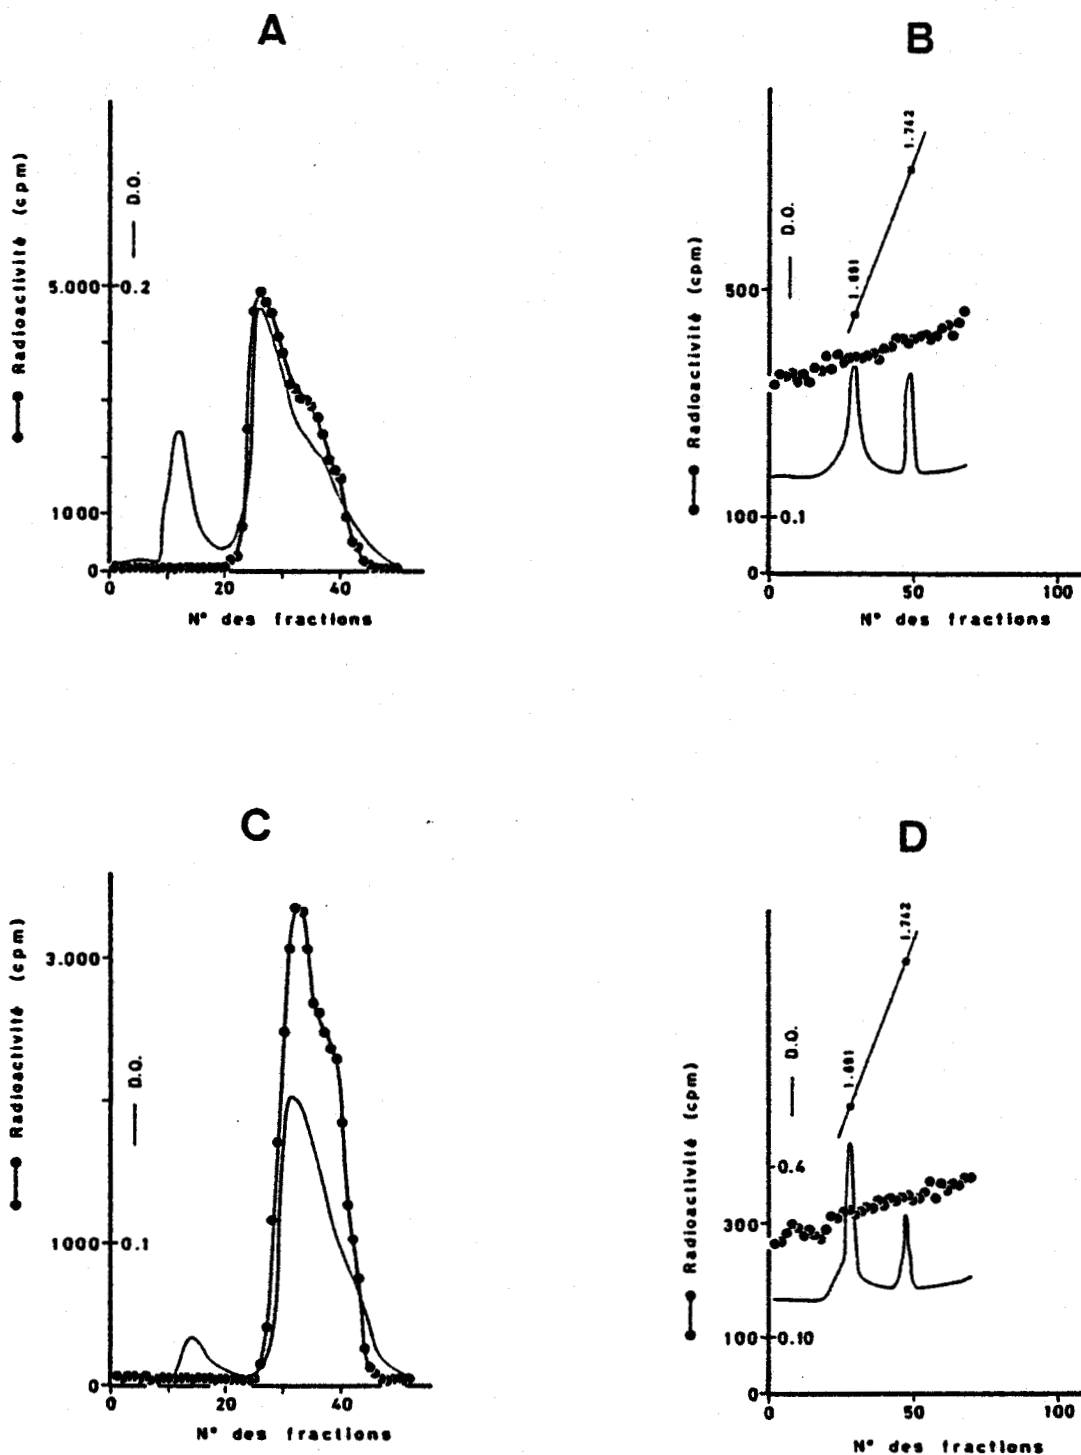 A
Radioactivité (cpm)
D.O.
5.000
0.2
1000
0
0 20 40
N° des fractions
B
Radioactivité (cpm)
D.O.
1.742
1.691
500
100
0.1
0
0 50 100
N° des fractions
C
Radioactivité (cpm)
D.O.
3.000
1000
0.1
0
0 20 40
N° des fractions
D
Radioactivité (cpm)
D.O.
1.742
1.691
0.4
300
100
0.10
0
0 50 100
N° des fractions